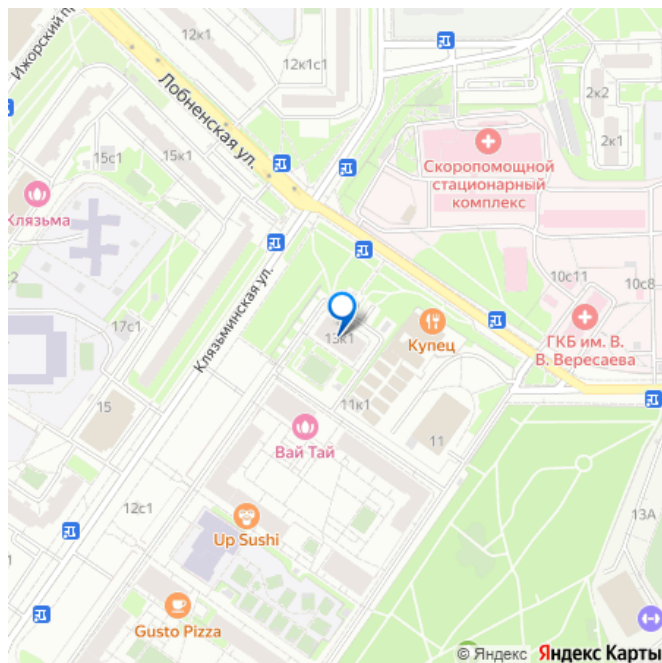 Ижорский п
12к1
12к1с1
Лобненская ул.
2к2
2к1
15с1
15к1
Скоропомощной
стационарный
комплекс
Клязьма
Клязьминская ул.
10с11
10с8
17с1
13к1
Купец
ГКБ им. В.
В. Вересаева
15
11к1
11
Вай Тай
12с1
13А
Up Sushi
Gusto Pizza
© Яндекс Яндекс Карты